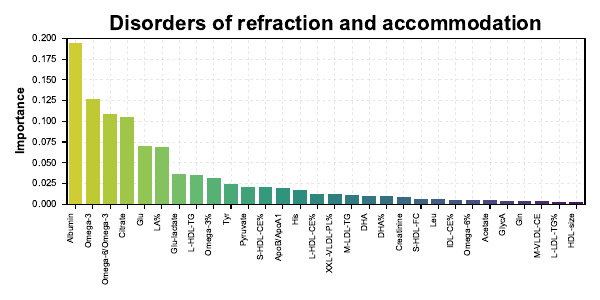 Disorders of refraction and accommodation
Importance
0.200
0.175
0.150
0.125
0.100
0.075
0.050
0.025
0.000
Albumin
Omega-3
Omega-6/Omega-3
Citrate
Glu
LA%
Glu-lactate
L-HDL-TG
Omega-3%
Tyr
Pyruvate
S-HDL-CE%
ApoB/ApoA1
His
L-HDL-CE%
XXL-VLDL-PL%
M-LDL-TG
DHA
DHA%
Creatinine
S-HDL-FC
Leu
IDL-CE%
Omega-6%
Acetate
GlycA
Gln
M-VLDL-CE
L-LDL-TG%
HDL-size